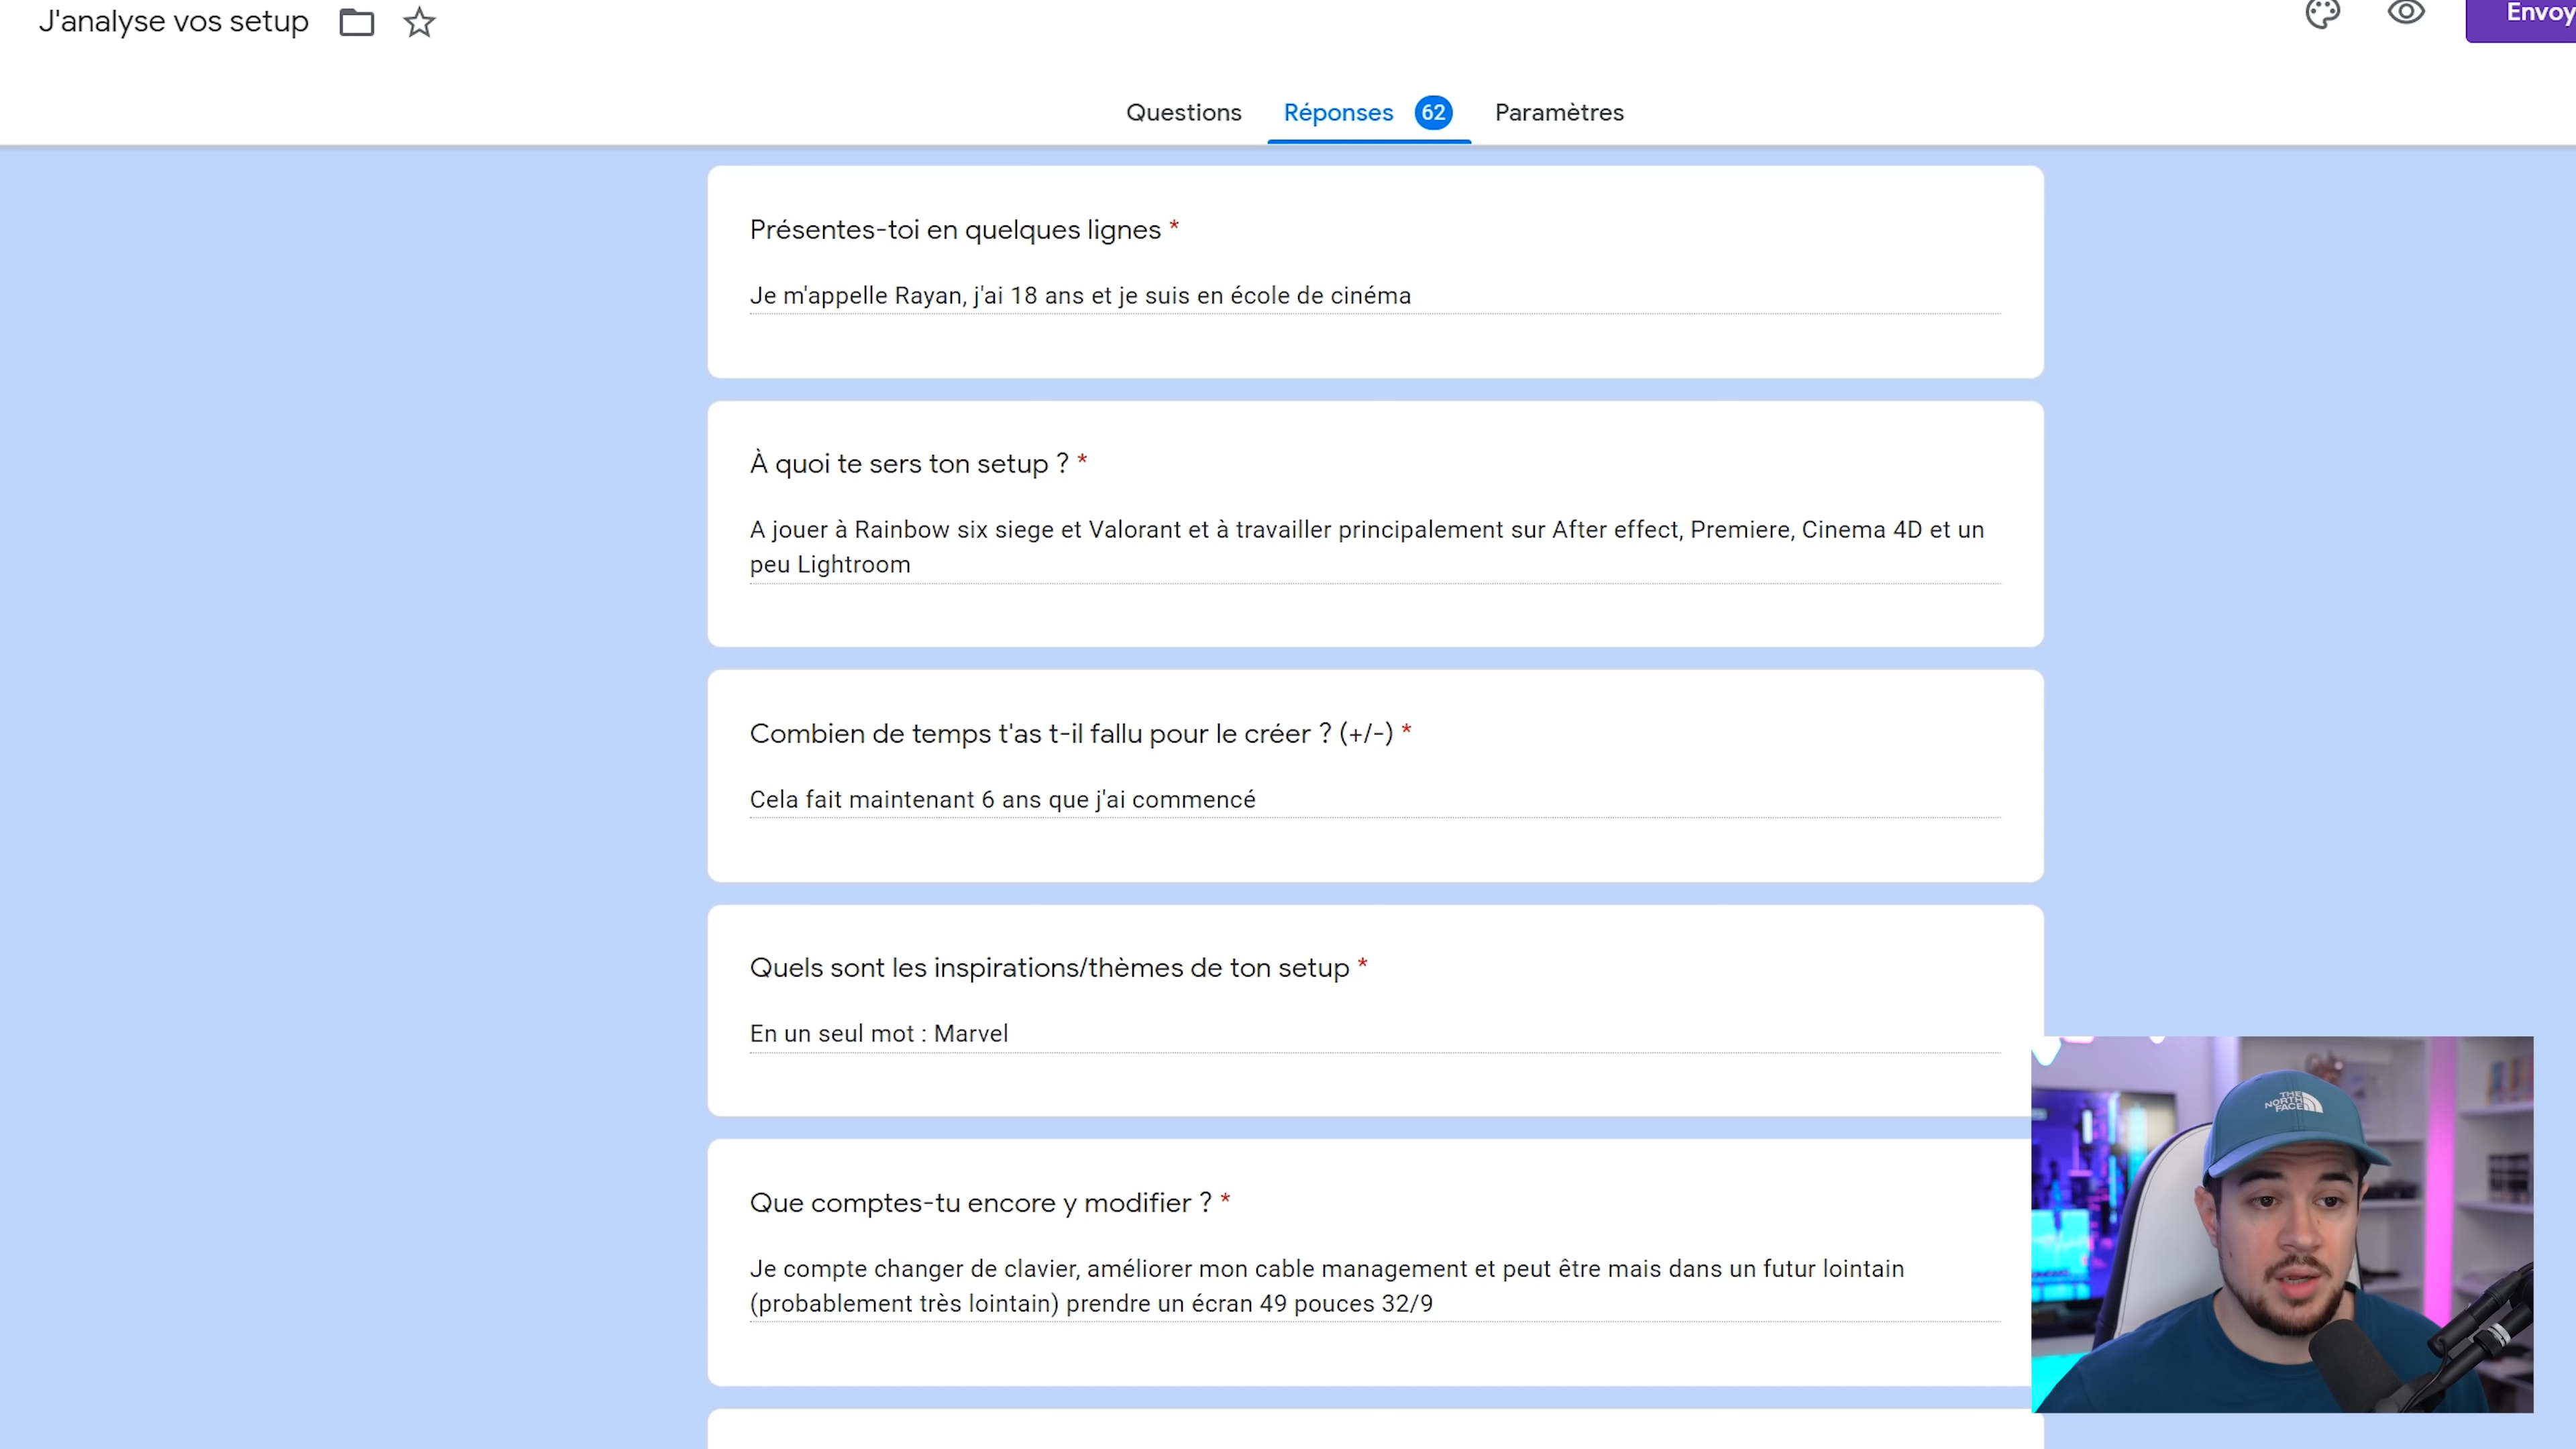 J'analyse vos setup
Envoy
Questions Réponses 62 Paramètres
Présentes-toi en quelques lignes *
Je m'appelle Rayan, j'ai 18 ans et je suis en école de cinéma
À quoi te sers ton setup ? *
A jouer à Rainbow six siege et Valorant et à travailler principalement sur After effect, Premiere, Cinema 4D et un
peu Lightroom
Combien de temps t'as t-il fallu pour le créer ? (+/-) *
Cela fait maintenant 6 ans que j'ai commencé
Quels sont les inspirations/thèmes de ton setup *
En un seul mot : Marvel
Que comptes-tu encore y modifier ? *
Je compte changer de clavier, améliorer mon cable management et peut être mais dans un futur lointain
(probablement très lointain) prendre un écran 49 pouces 32/9
THE
NORTH
FACE